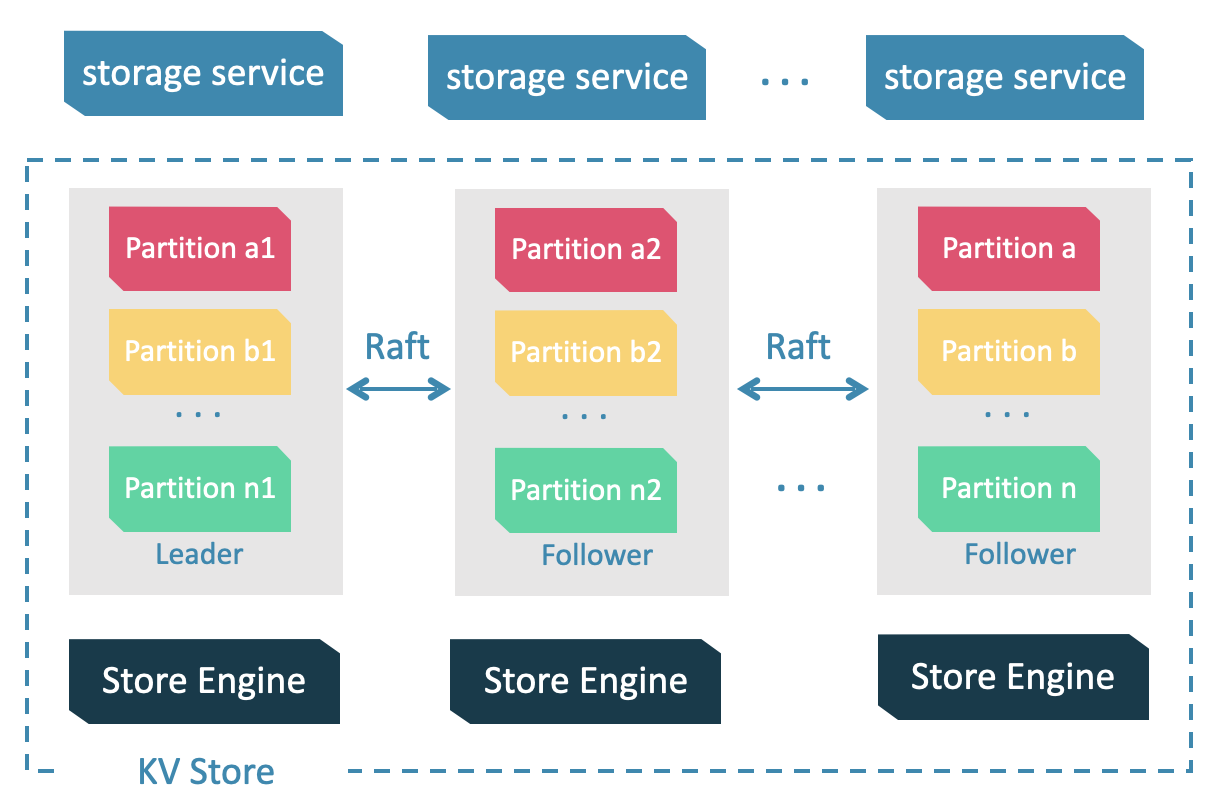 storage service
storage service
...
storage service
Partition a1
Partition b1
...
Partition n1
Leader
Raft
Partition a2
Partition b2
...
Partition n2
Follower
Raft
...
Partition a
Partition b
...
Partition n
Follower
Store Engine
Store Engine
Store Engine
KV Store